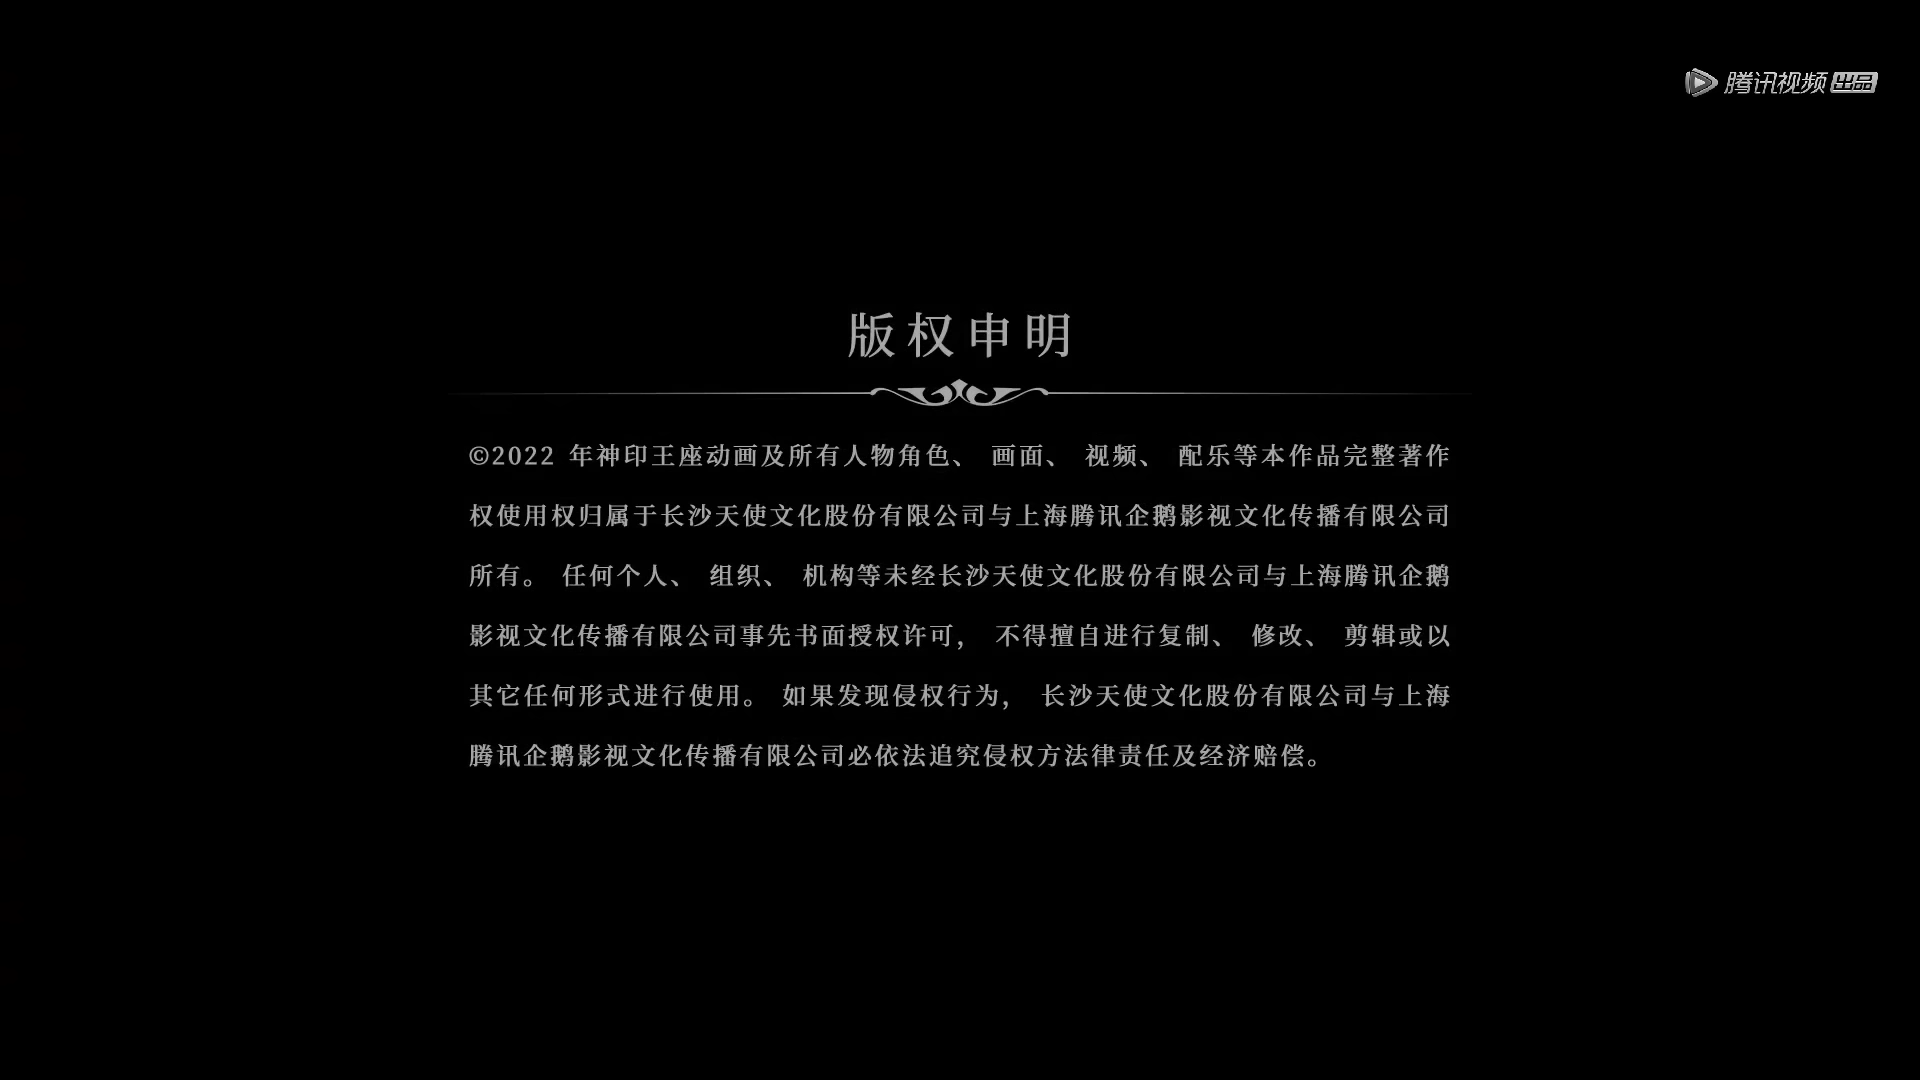 腾讯视频 出品
版权申明
©2022 年神印王座动画及所有人物角色、 画面、 视频、 配乐等本作品完整著作
权使用权归属于长沙天使文化股份有限公司与上海腾讯企鹅影视文化传播有限公司
所有。 任何个人、 组织、 机构等未经长沙天使文化股份有限公司与上海腾讯企鹅
影视文化传播有限公司事先书面授权许可， 不得擅自进行复制、 修改、 剪辑或以
其它任何形式进行使用。 如果发现侵权行为， 长沙天使文化股份有限公司与上海
腾讯企鹅影视文化传播有限公司必依法追究侵权方法律责任及经济赔偿。